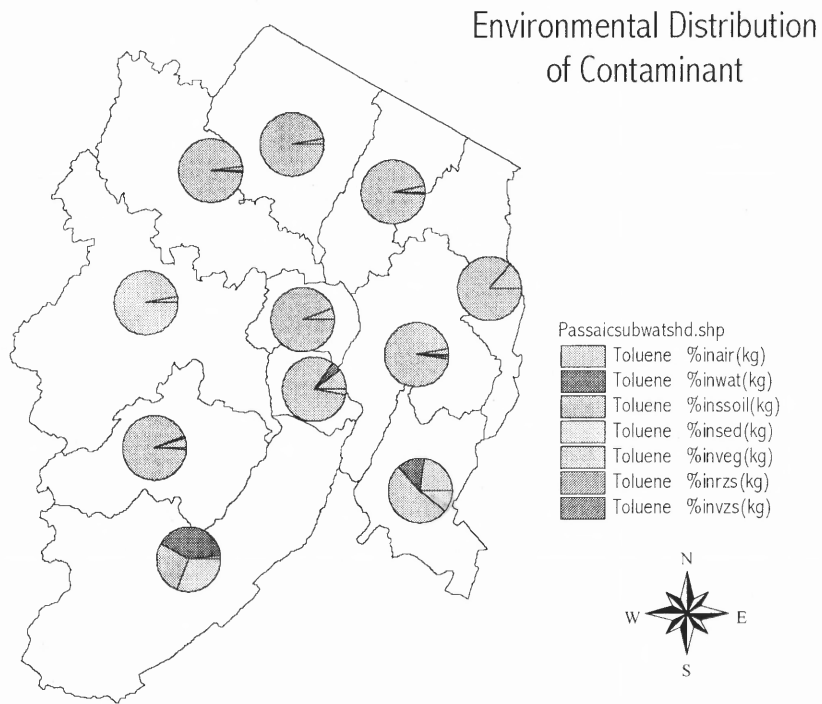 Environmental Distribution
of Contaminant
Passaicsubwatshd.shp
Toluene %inair(kg)
Toluene %inwat(kg)
Toluene %inssoil(kg)
Toluene %insed(kg)
Toluene %inveg(kg)
Toluene %inrzs(kg)
Toluene %invzs(kg)
N
W E
S